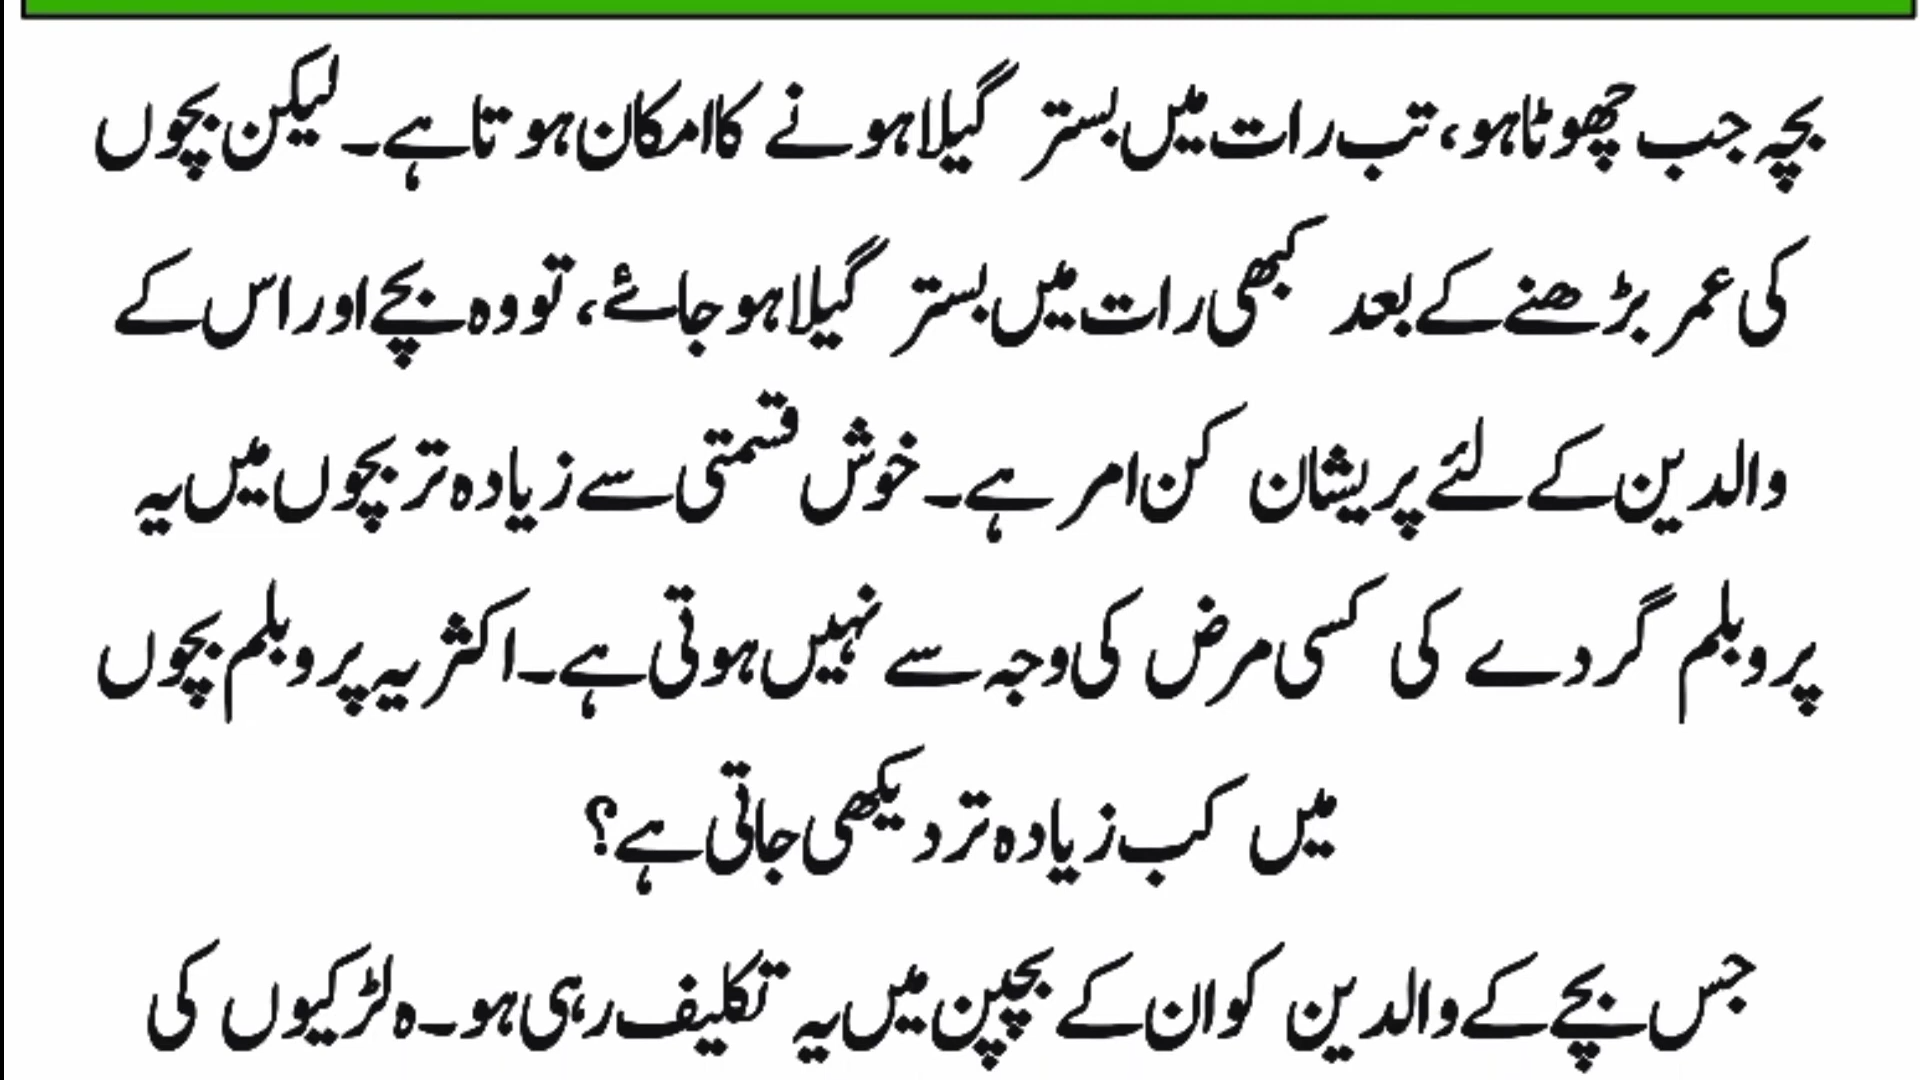 بچہ جب چھوٹا ہو، تب رات میں بستر گیلا ہونے کا امکان ہوتا ہے۔ لیکن بچوں
کی عمر بڑھنے کے بعد کبھی رات میں بستر گیلا ہو جائے، تو وہ بچے اور اس کے
والدین کے لئے پریشان کن امر ہے۔ خوش قسمتی سے زیادہ تر بچوں میں یہ
پروبلم گردے کی کسی مرض کی وجہ سے نہیں ہوتی ہے۔ اکثر یہ پروبلم بچوں
میں کب زیادہ تر دیکھی جاتی ہے؟
جس بچے کے والدین کو ان کے بچپن میں یہ تکلیف رہی ہو۔ ہ لڑکیوں کی